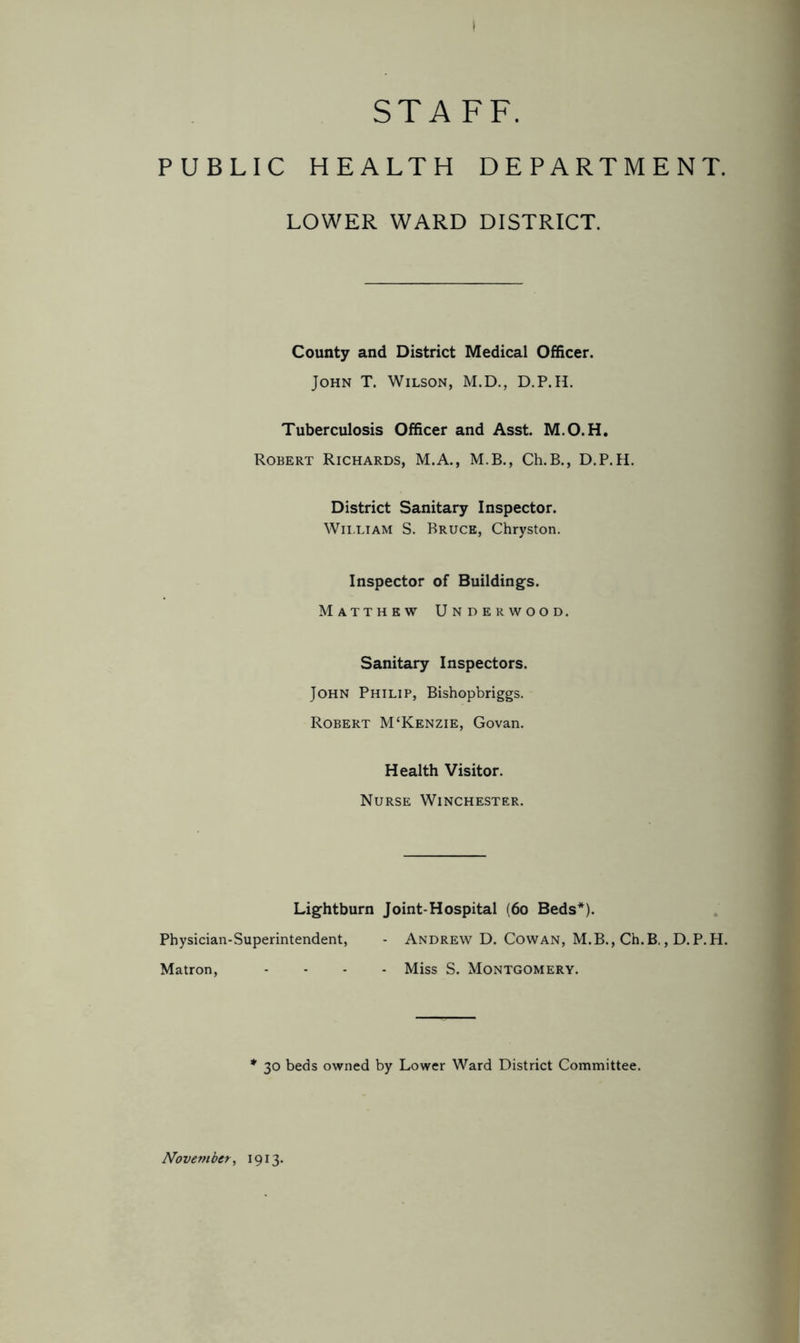 STAFF.
PUBLIC HEALTH DEPARTMENT.
LOWER WARD DISTRICT.
County and District Medical Officer.
JOHN T. WILSON, M.D., D.P.H.
Tuberculosis Officer and Asst. M.O.H.
ROBERT RICHARDS, M.A., M.B., Ch.B., D.P.H.
District Sanitary Inspector.
WILLIAM S. BRUCE, Chryston.
Inspector of Buildings.
MATTHEW UNDERWOOD.
Sanitary Inspectors.
JOHN PHILIP, Bishopbriggs.
ROBERT M‘KENZIE, Govan.
Health Visitor.
NURSE WINCHESTER.
Lightburn Joint-Hospital (60 Beds*).
Physician-Superintendent, - ANDREW D. COWAN, M.B., Ch.B., D.P.H.
Matron, - - - - Miss S. MONTGOMERY.
* 30 beds owned by Lower Ward District Committee.
November, 1913.